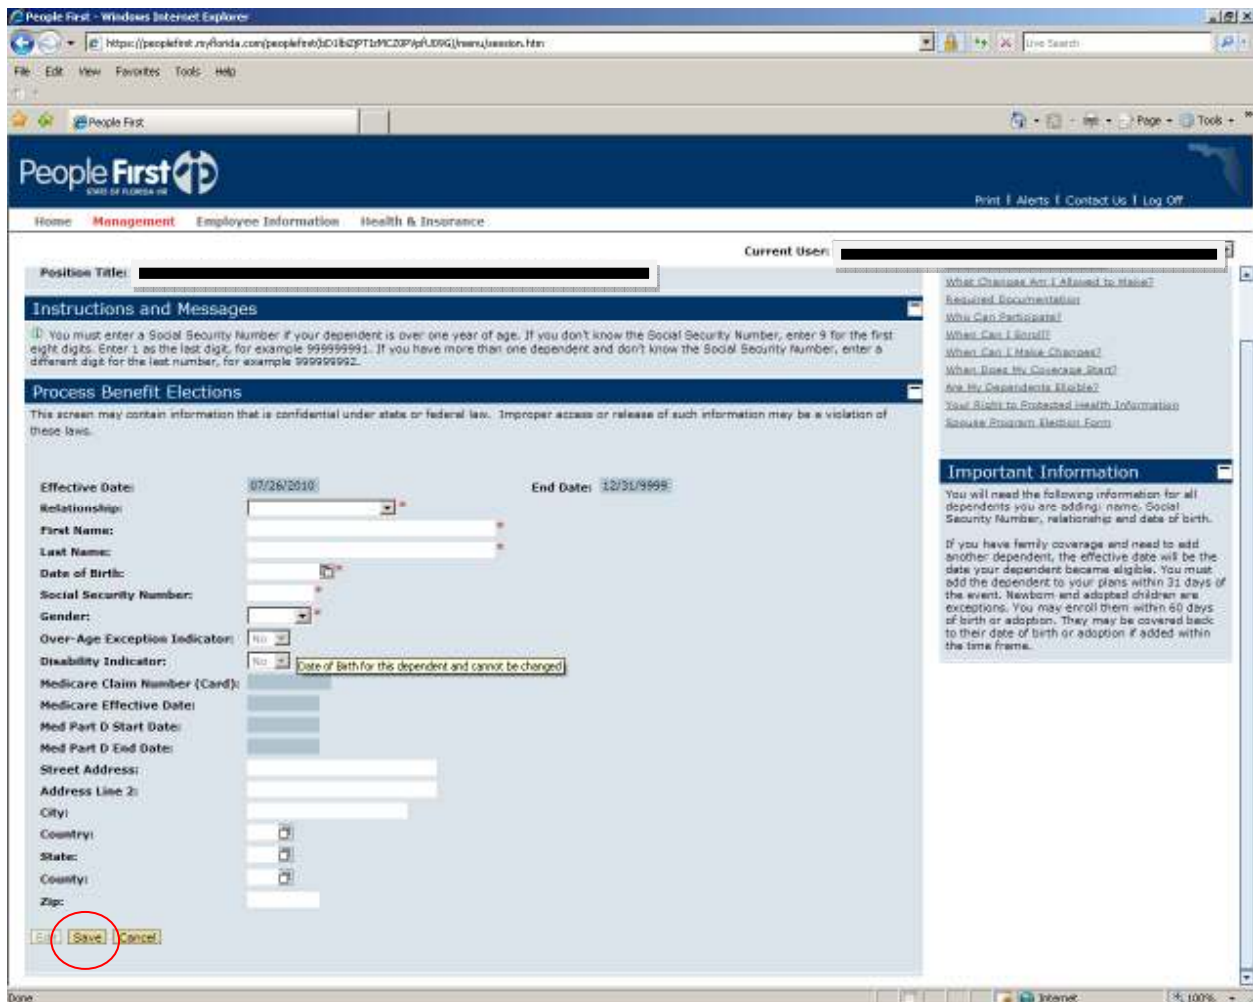 People First - Windows Internet Explorer
Live Search
File Edit View Favorites Tools Help
People First
Page Tools
People First
STATE OF FLORIDA HR
Print | Alerts | Contact Us | Log Off
Home Management Employee Information Health & Insurance
Current User:
Position Title:
Instructions and Messages
You must enter a Social Security Number if your dependent is over one year of age. If you don't know the Social Security Number, enter 9 for the first
eight digits. Enter 1 as the last digit, for example 999999991. If you have more than one dependent and don't know the Social Security Number, enter a
different digit for the last number, for example 999999992.
Process Benefit Elections
This screen may contain information that is confidential under state or federal law. Improper access or release of such information may be a violation of
these laws.
Effective Date: 07/26/2010 End Date: 12/31/9999
Relationship: *
First Name: *
Last Name: *
Date of Birth: *
Social Security Number: *
Gender: *
Over-Age Exception Indicator: No
Disability Indicator: No
Date of Birth for this dependent and cannot be changed
Medicare Claim Number (Card):
Medicare Effective Date:
Med Part D Start Date:
Med Part D End Date:
Street Address:
Address Line 2:
City:
Country:
State:
County:
Zip:
Edit Save Cancel
What Changes Am I Allowed to Make?
Required Documentation
Who Can Participate?
When Can I Enroll?
When Can I Make Changes?
When Does My Coverage Start?
Are My Dependents Eligible?
Your Right to Protected Health Information
Spouse Program Election Form
Important Information
You will need the following information for all
dependents you are adding: name, Social
Security Number, relationship and date of birth.
If you have family coverage and need to add
another dependent, the effective date will be the
date your dependent became eligible. You must
add the dependent to your plans within 31 days of
the event. Newborn and adopted children are
exceptions. You may enroll them within 60 days
of birth or adoption. They may be covered back
to their date of birth or adoption if added within
the time frame.
Done Internet 100%